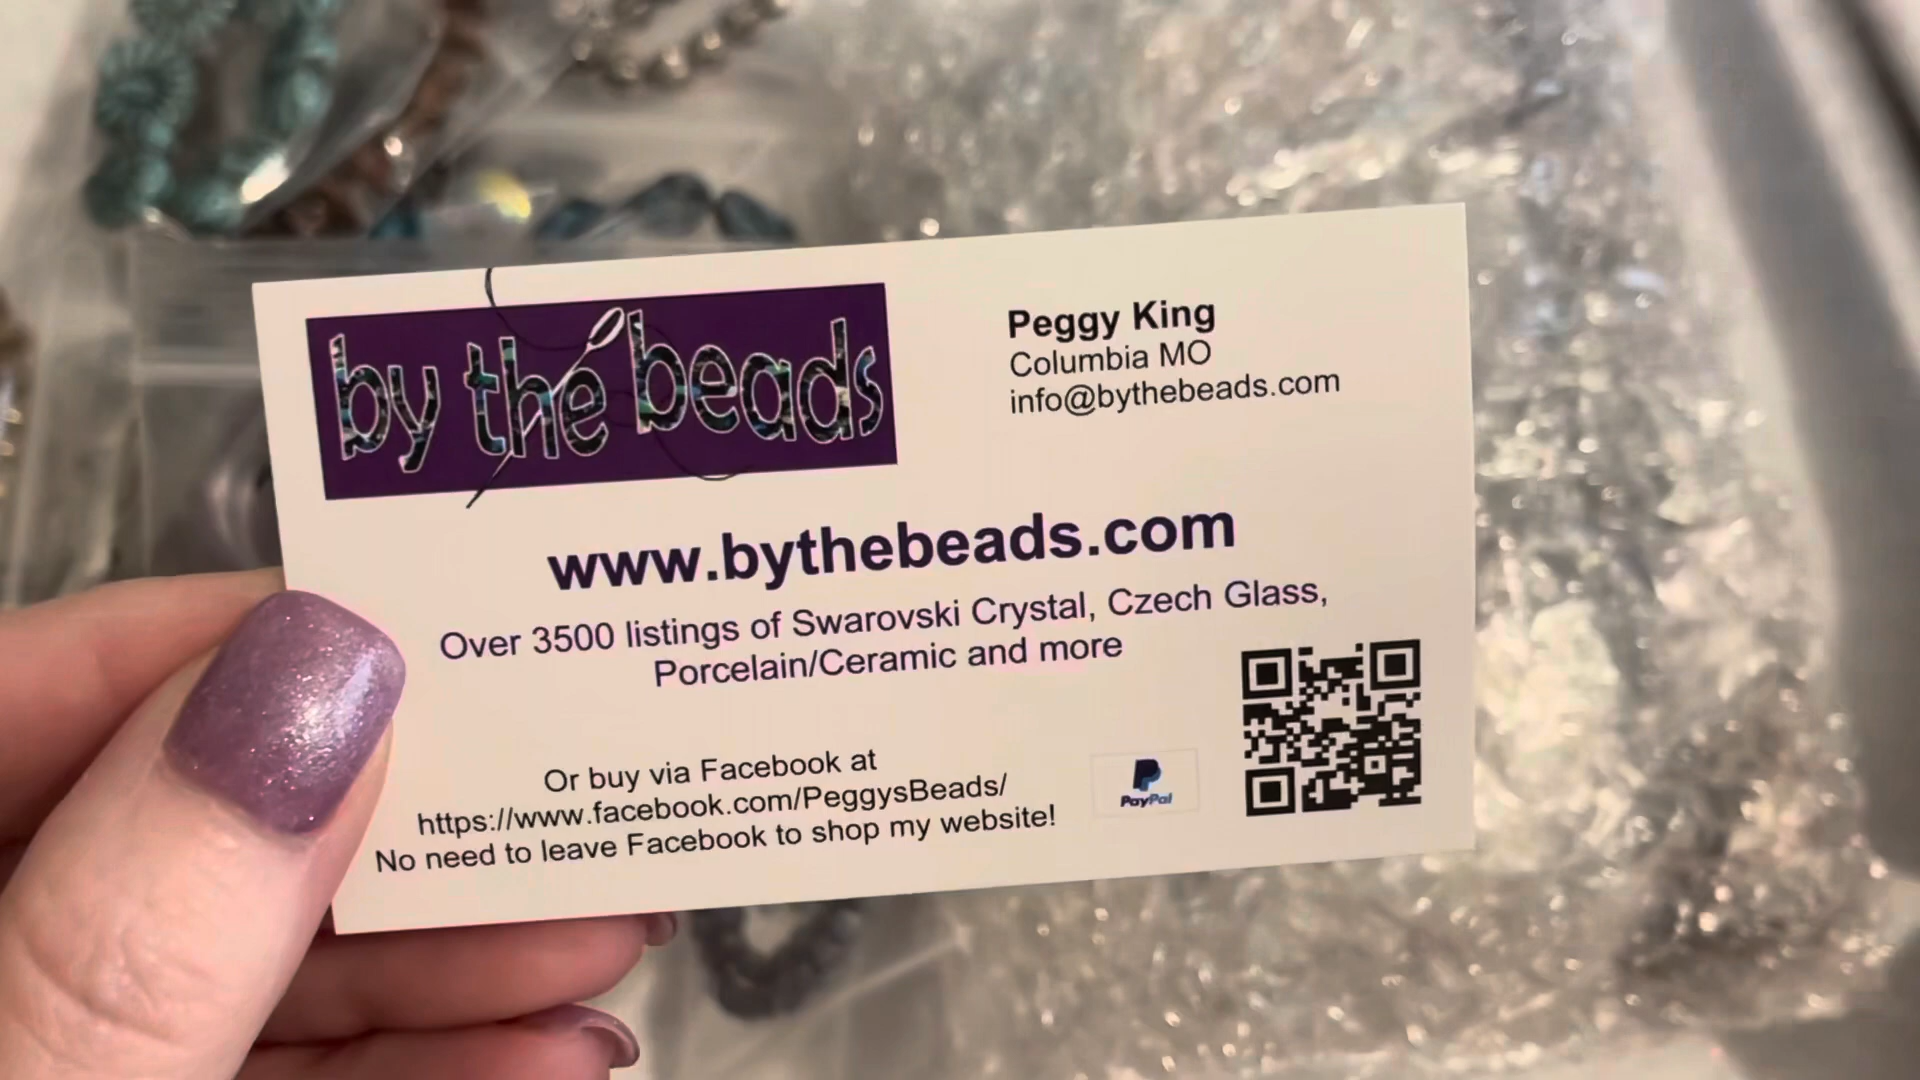 by the beads
Peggy King
Columbia MO
info@bythebeads.com
www.bythebeads.com
Over 3500 listings of Swarovski Crystal, Czech Glass,
Porcelain/Ceramic and more
Or buy via Facebook at
https://www.facebook.com/PeggysBeads/
No need to leave Facebook to shop my website!
PayPal